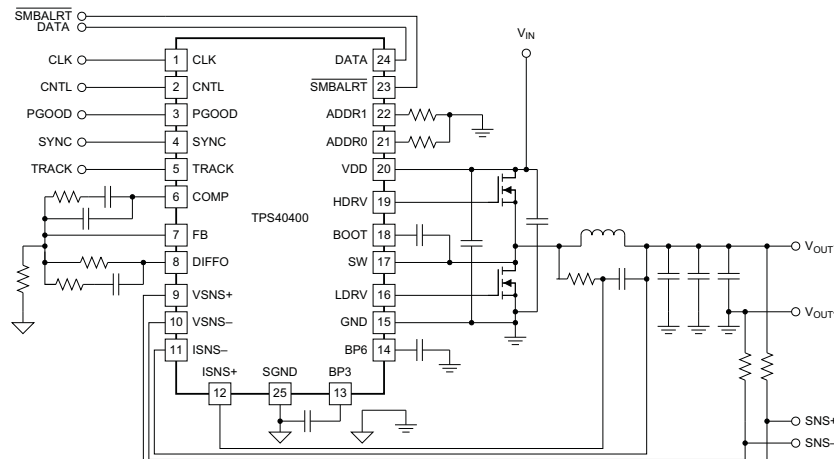 SMBALRT
DATA
CLK 1 CLK
CNTL 2 CNTL
PGOOD 3 PGOOD
SYNC 4 SYNC
TRACK 5 TRACK
6 COMP
7 FB
8 DIFFO
9 VSNS+
10 VSNS–
11 ISNS–
TPS40400
DATA 24
SMBALRT 23
ADDR1 22
ADDR0 21
VDD 20
HDRV 19
BOOT 18
SW 17
LDRV 16
GND 15
BP6 14
ISNS+ SGND BP3
12 25 13
VIN
VOUT
VOUT
SNS+
SNS–